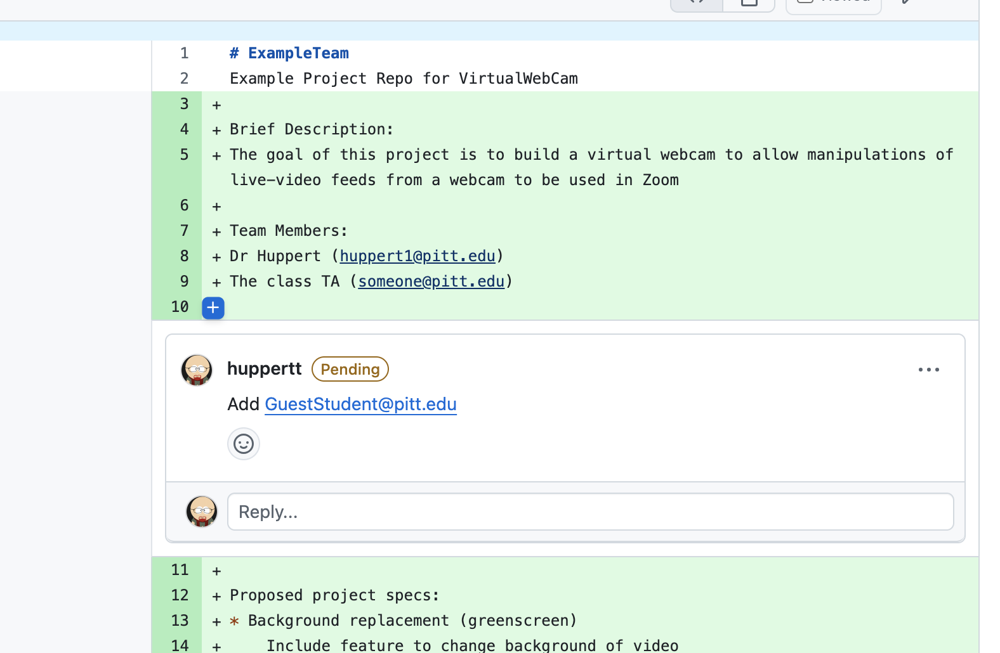 Viewed
1 # ExampleTeam
2 Example Project Repo for VirtualWebCam
3 +
4 + Brief Description:
5 + The goal of this project is to build a virtual webcam to allow manipulations of
live-video feeds from a webcam to be used in Zoom
6 +
7 + Team Members:
8 + Dr Huppert (huppert1@pitt.edu)
9 + The class TA (someone@pitt.edu)
10 +
huppertt Pending
Add GuestStudent@pitt.edu
Reply...
11 +
12 + Proposed project specs:
13 + * Background replacement (greenscreen)
14 + Include feature to change background of video